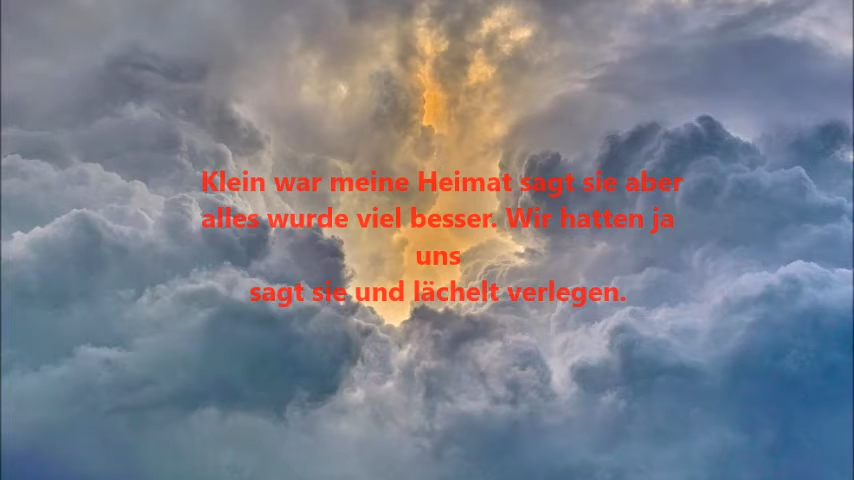 Klein war meine Heimat sagt sie aber
alles wurde viel besser. Wir hatten ja
uns
sagt sie und lächelt verlegen.